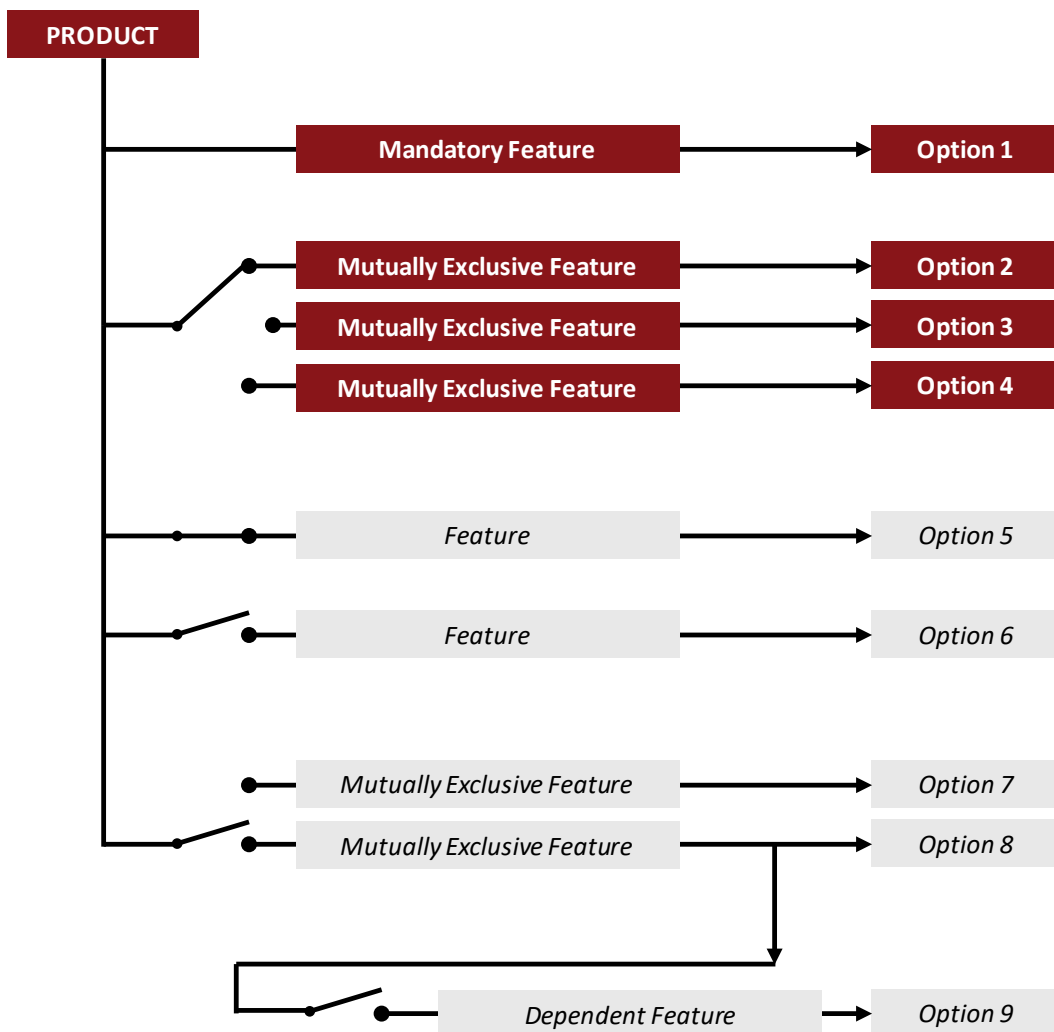 PRODUCT
Mandatory Feature Option 1
Mutually Exclusive Feature Option 2
Mutually Exclusive Feature Option 3
Mutually Exclusive Feature Option 4
Feature Option 5
Feature Option 6
Mutually Exclusive Feature Option 7
Mutually Exclusive Feature Option 8
Dependent Feature Option 9